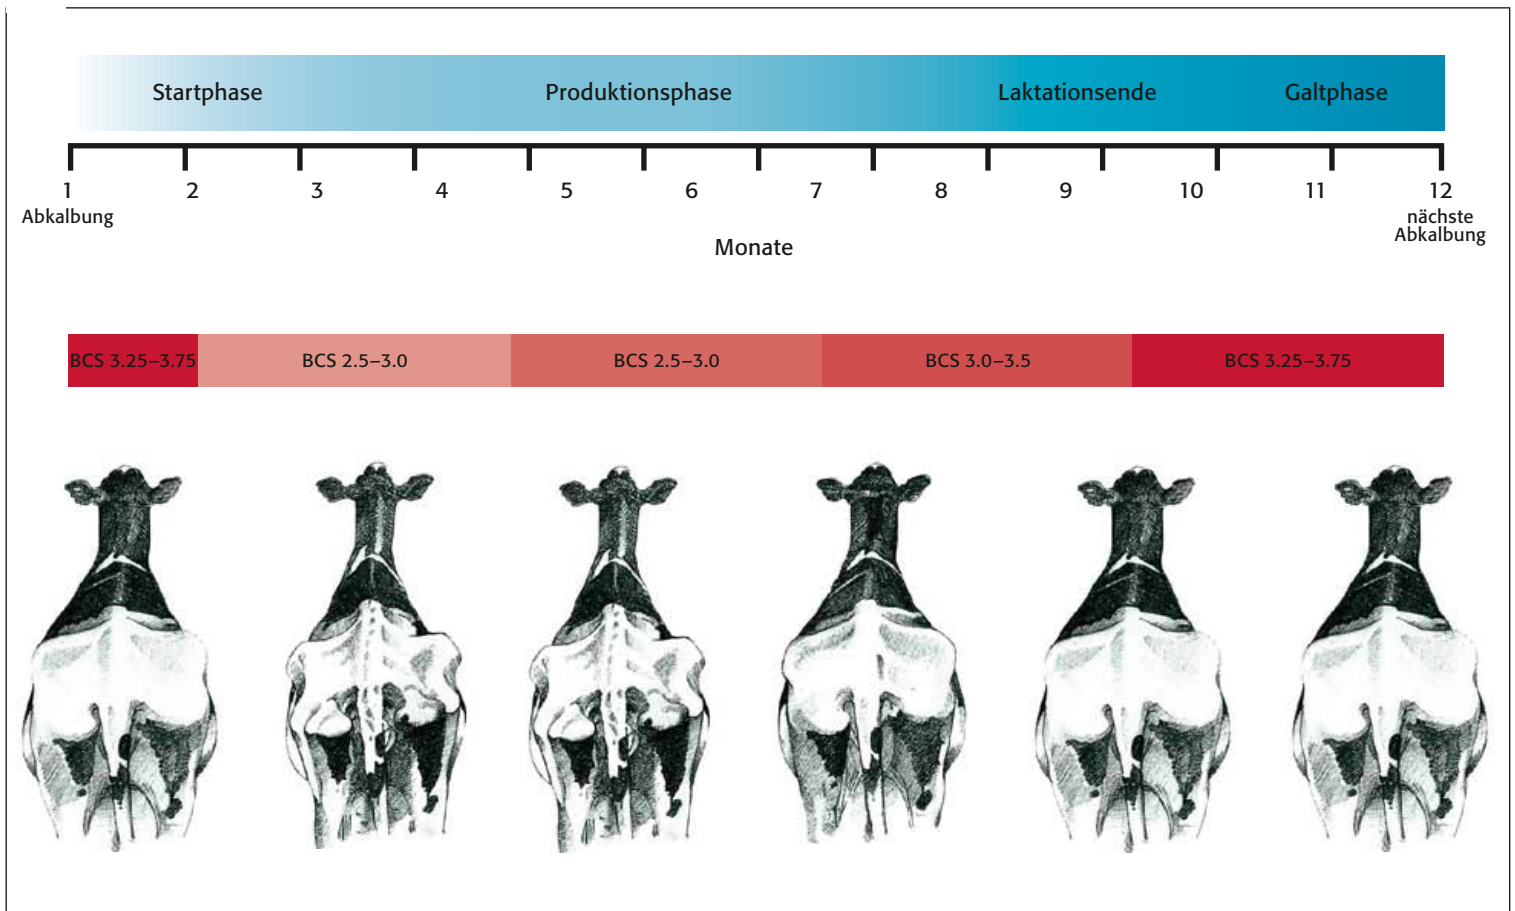 Startphase Produktionsphase Laktationsende Galtphase
1 2 3 4 5 6 7 8 9 10 11 12
Abkalbung nächste
Abkalbung
Monate
BCS 3.25–3.75 BCS 2.5–3.0 BCS 2.5–3.0 BCS 3.0–3.5 BCS 3.25–3.75